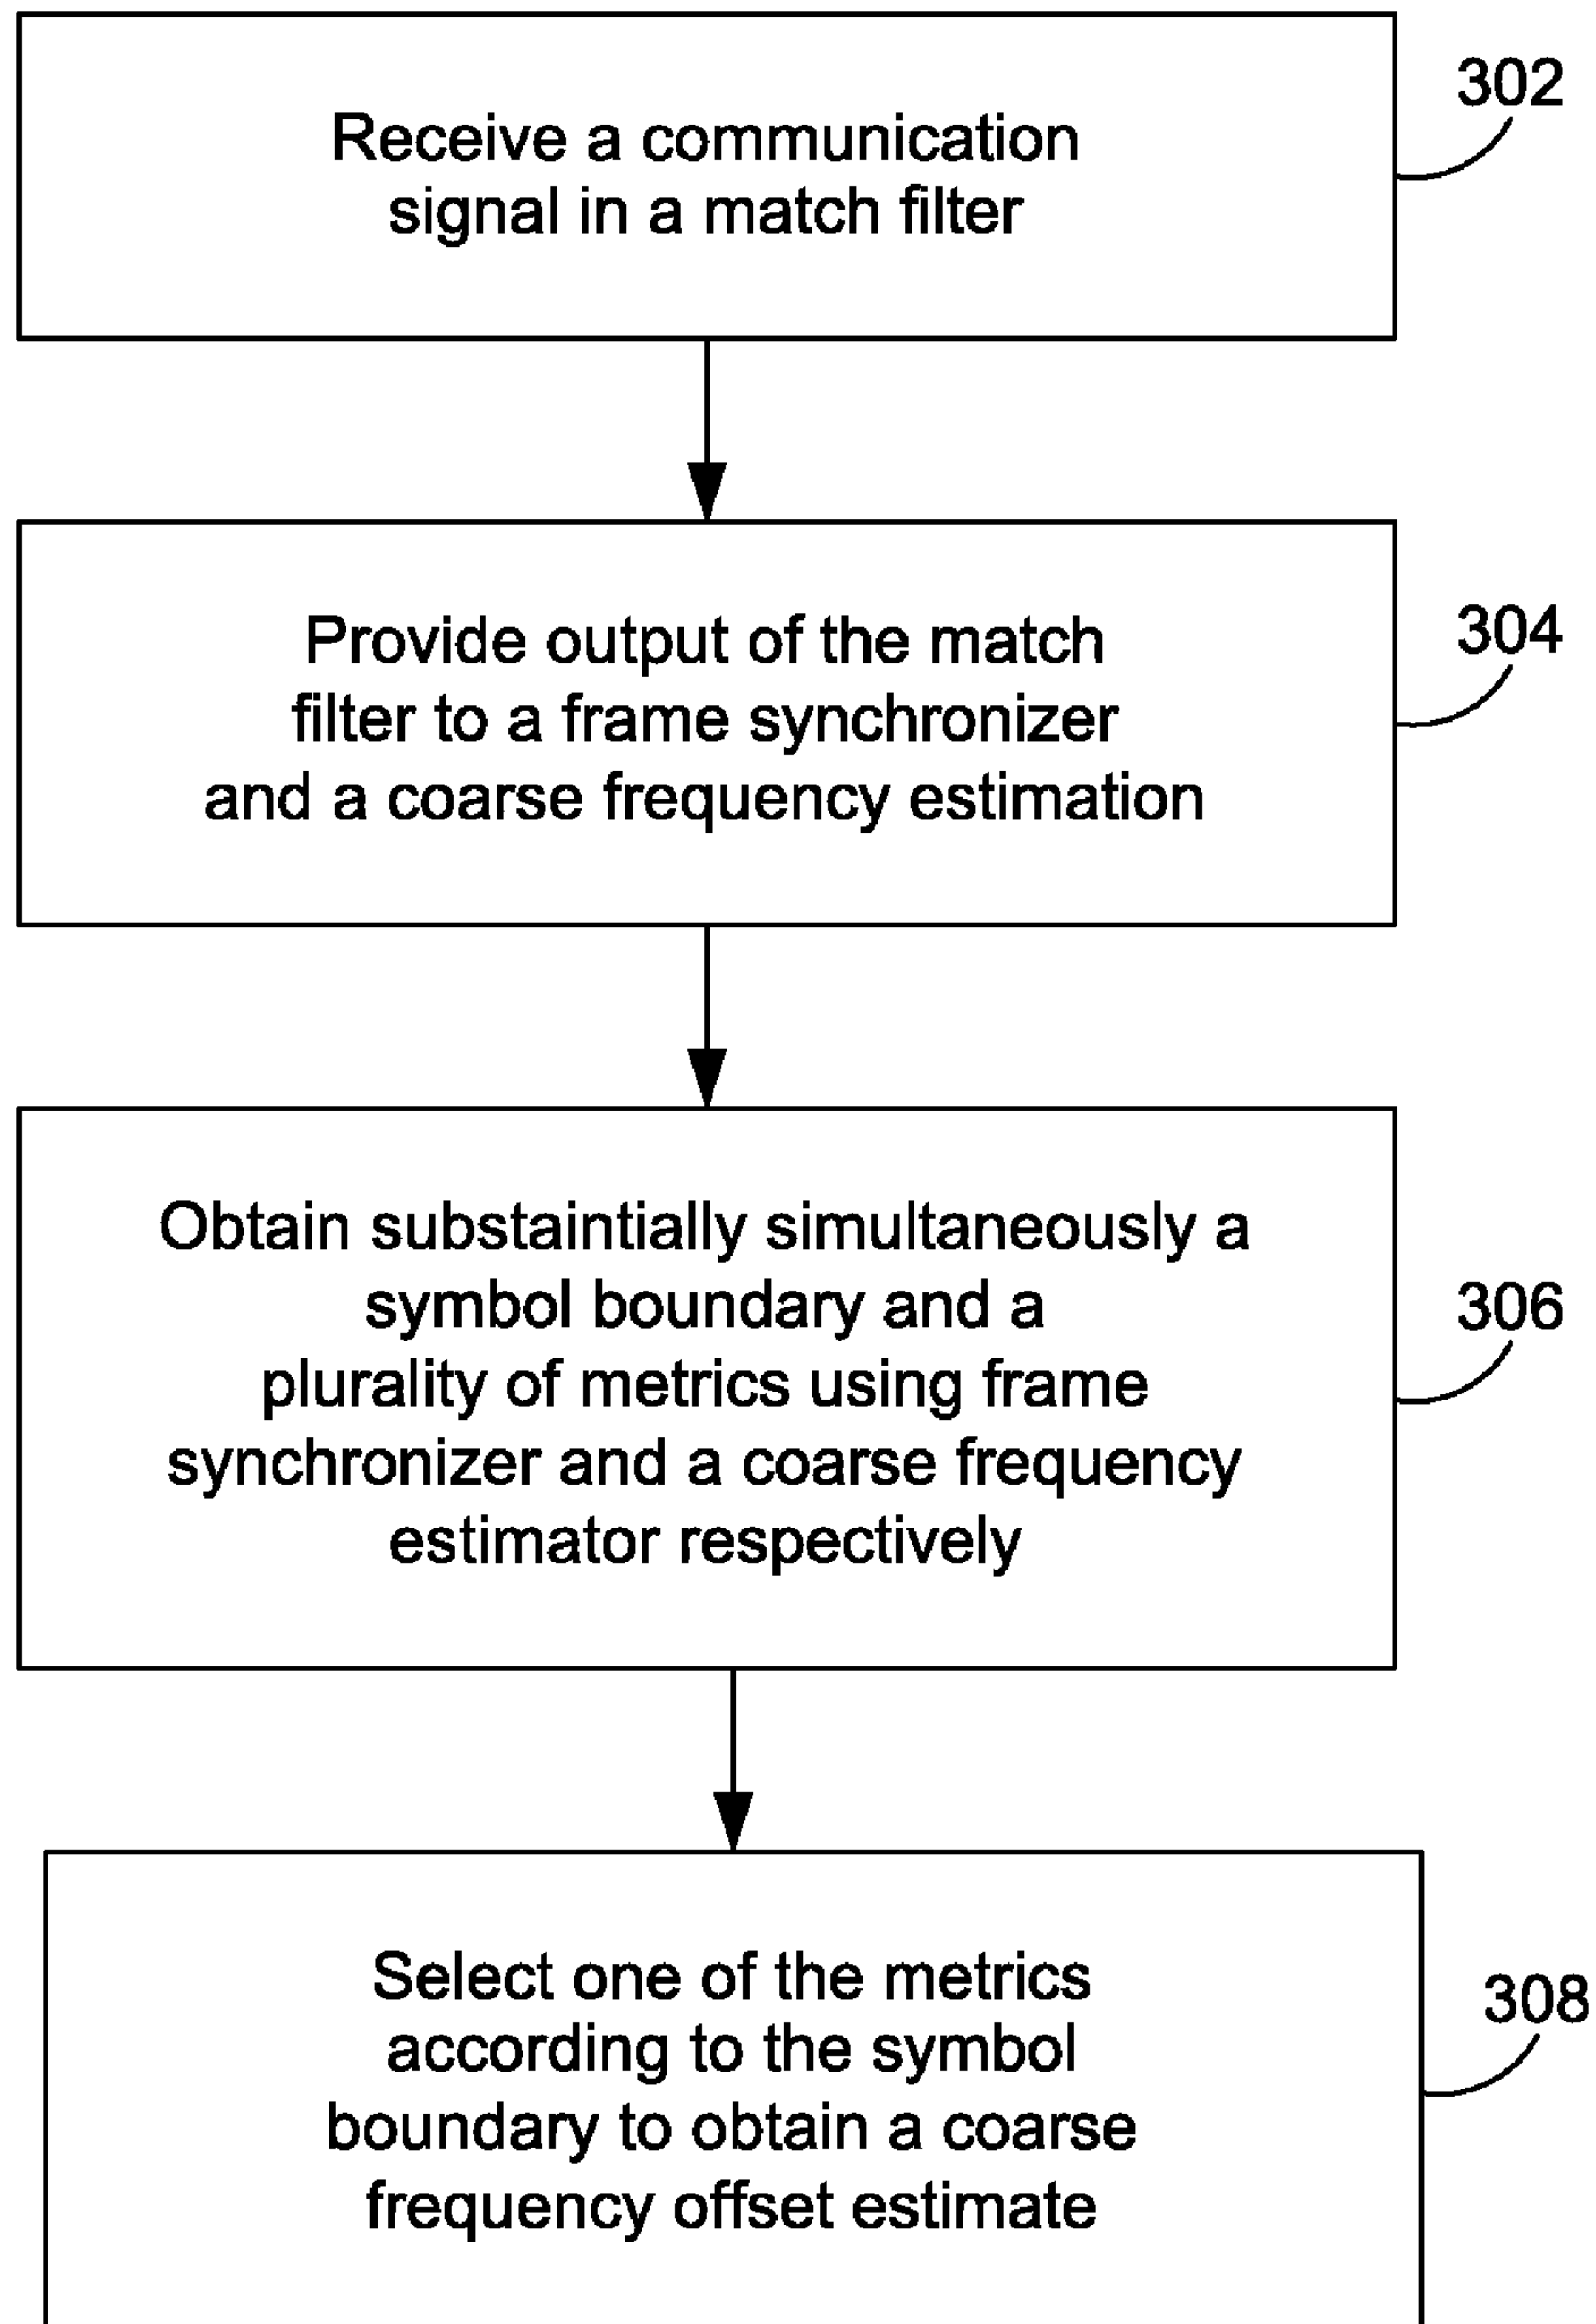 Receive a communication
signal in a match filter
302
Provide output of the match
filter to a frame synchronizer
and a coarse frequency estimation
304
Obtain substaintially simultaneously a
symbol boundary and a
plurality of metrics using frame
synchronizer and a coarse frequency
estimator respectively
306
Select one of the metrics
according to the symbol
boundary to obtain a coarse
frequency offset estimate
308